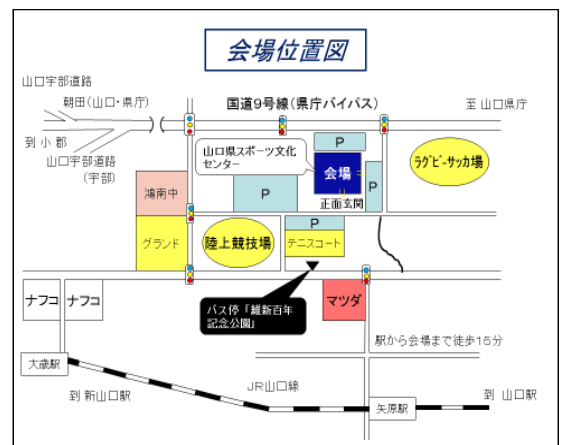 会場位置図
山口宇部道路
朝田(山口・県庁)
国道9号線(県庁バイパス)
至 山口県庁
到 小 郡
山口宇部道路
(宇部)
山口県スポーツ文化
センター
P
会場
P
P
ラグビーサッカ場
正面玄関
鴻南中
グランド
陸上競技場
P
テニスコート
ナフコ
ナフコ
バス停「維新百年
記念公園」
マツダ
駅から会場まで徒歩15分
大歳駅
到 新山口駅
JR山口線
矢原駅
到 山口駅